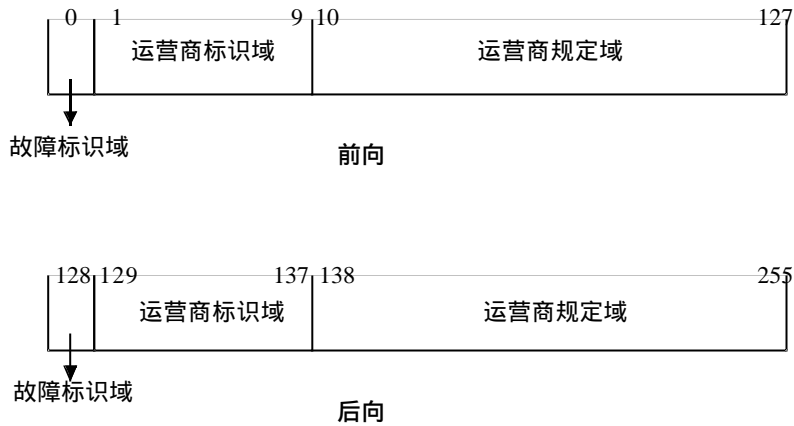 0 1 9 10 127
运营商标识域 运营商规定域
故障标识域
前向
128 129 137 138 255
运营商标识域 运营商规定域
故障标识域
后向